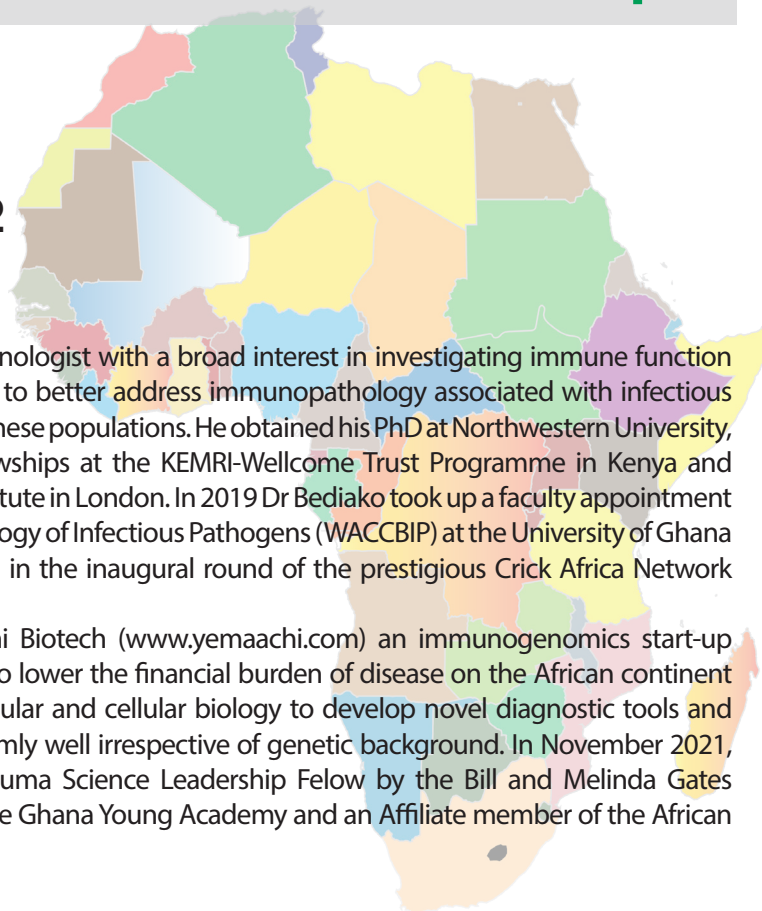 2
nologist with a broad interest in investigating immune function
to better address immunopathology associated with infectious
hese populations. He obtained his PhD at Northwestern University,
wships at the KEMRI-Wellcome Trust Programme in Kenya and
itute in London. In 2019 Dr Bediako took up a faculty appointment
ology of Infectious Pathogens (WACCBIP) at the University of Ghana
in the inaugural round of the prestigious Crick Africa Network
i Biotech (www.yemaachi.com) an immunogenomics start-up
o lower the financial burden of disease on the African continent
ular and cellular biology to develop novel diagnostic tools and
mly well irrespective of genetic background. In November 2021,
uma Science Leadership Felow by the Bill and Melinda Gates
e Ghana Young Academy and an Affiliate member of the African